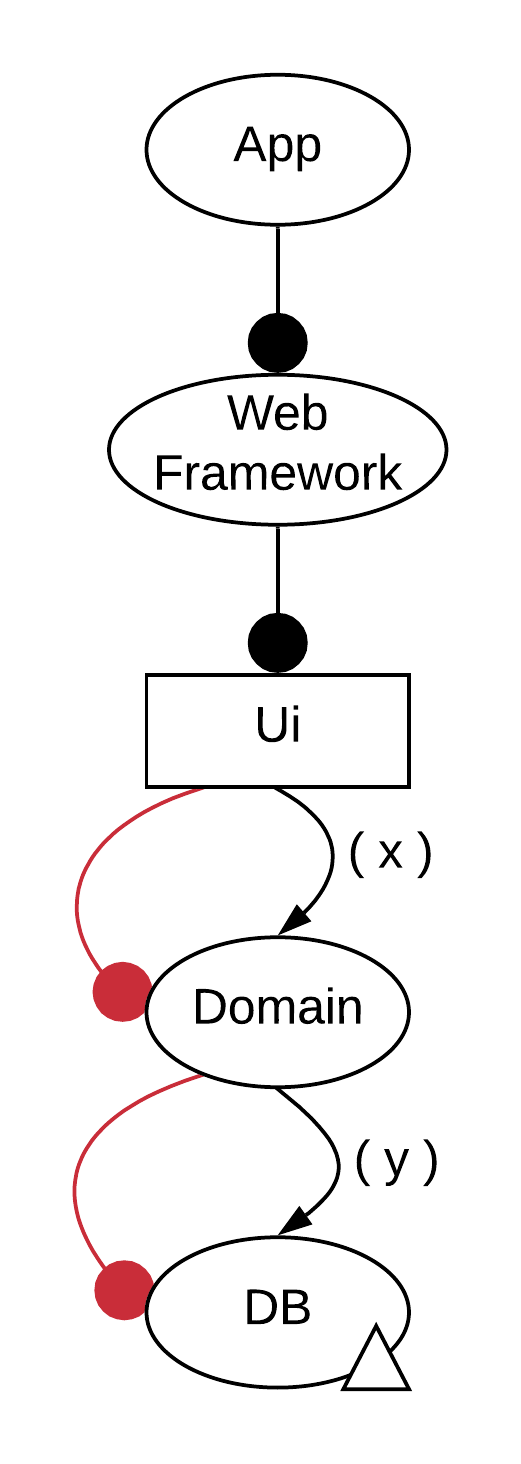 App
Web
Framework
Ui
( x )
Domain
( y )
DB